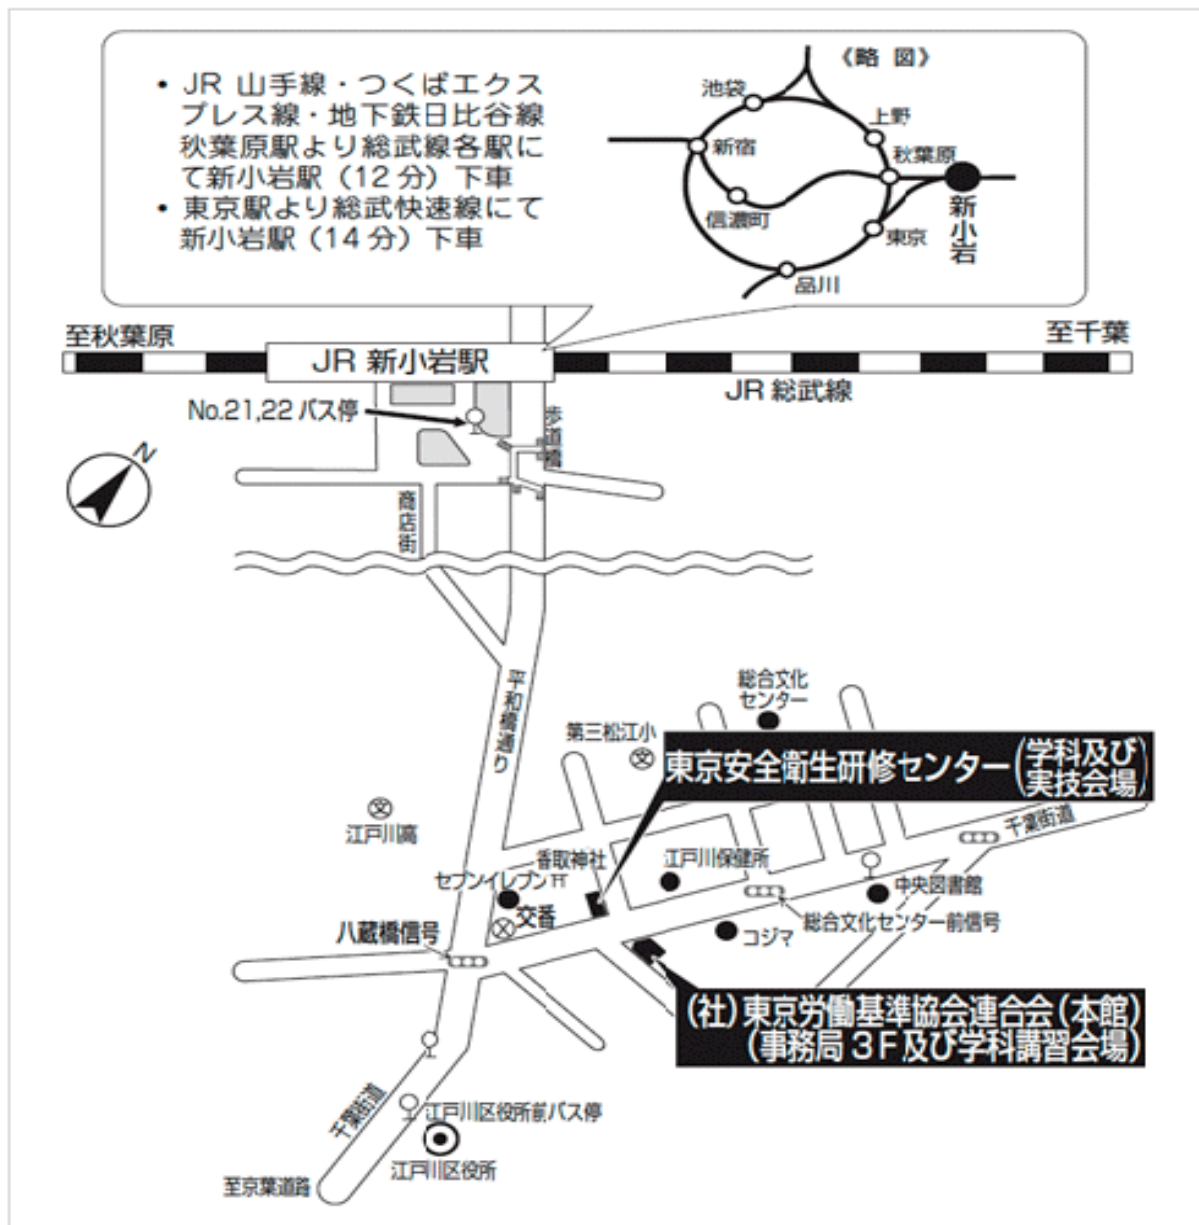 • JR 山手線・つくばエクス
プレス線・地下鉄日比谷線
秋葉原駅より総武線各駅に
て新小岩駅（12分）下車
• 東京駅より総武快速線にて
新小岩駅（14分）下車
《略 図》
池袋
上野
新宿
秋葉原
信濃町
新小岩
東京
品川
至秋葉原
至千葉
JR 新小岩駅
JR 総武線
No.21,22 バス停
歩道橋
N
商店街
平和橋通り
総合文化
センター
第三松江小
文
東京安全衛生研修センター（学科及び
実技会場）
文
江戸川高
千葉街道
香取神社
江戸川保健所
セブンイレブン
中央図書館
交番
総合文化センター前信号
八蔵橋信号
コジマ
（社）東京労働基準協会連合会（本館）
（事務局３F及び学科講習会場）
千葉街道
江戸川区役所前バス停
江戸川区役所
至京葉道路